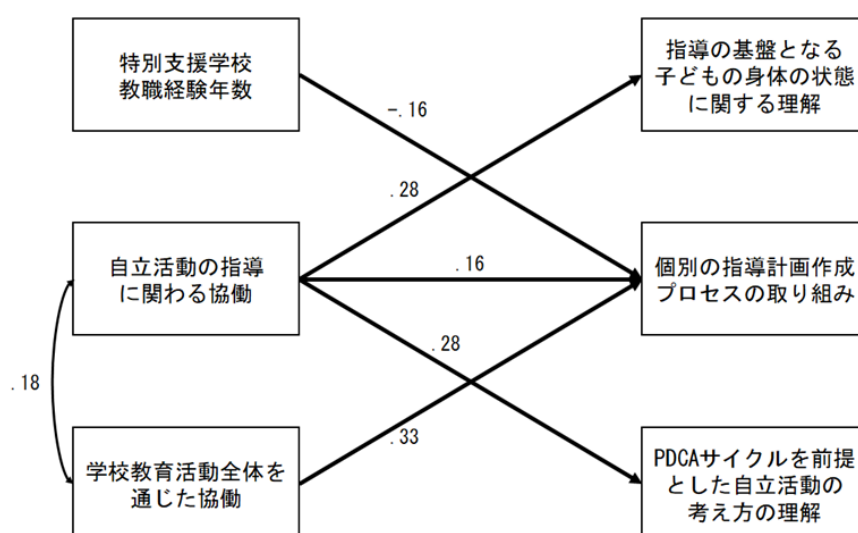 特別支援学校
教職経験年数
指導の基盤となる
子どもの身体の状態
に関する理解
-.16
.28
自立活動の指導
に関わる協働
.16
個別の指導計画作成
プロセスの取り組み
.28
.18
.33
学校教育活動全体を
通じた協働
PDCAサイクルを前提
とした自立活動の
考え方の理解